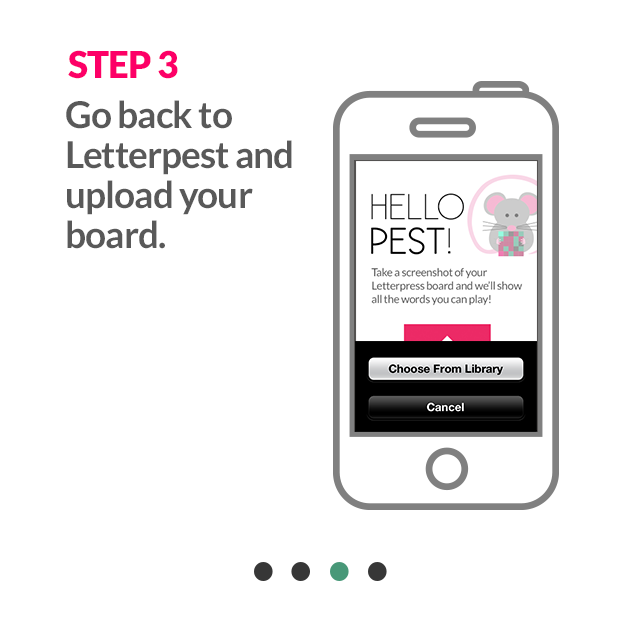 STEP 3
Go back to
Letterpest and
upload your
board.
HELLO
PEST!
Take a screenshot of your
Letterpress board and we'll show
all the words you can play!
Choose From Library
Cancel